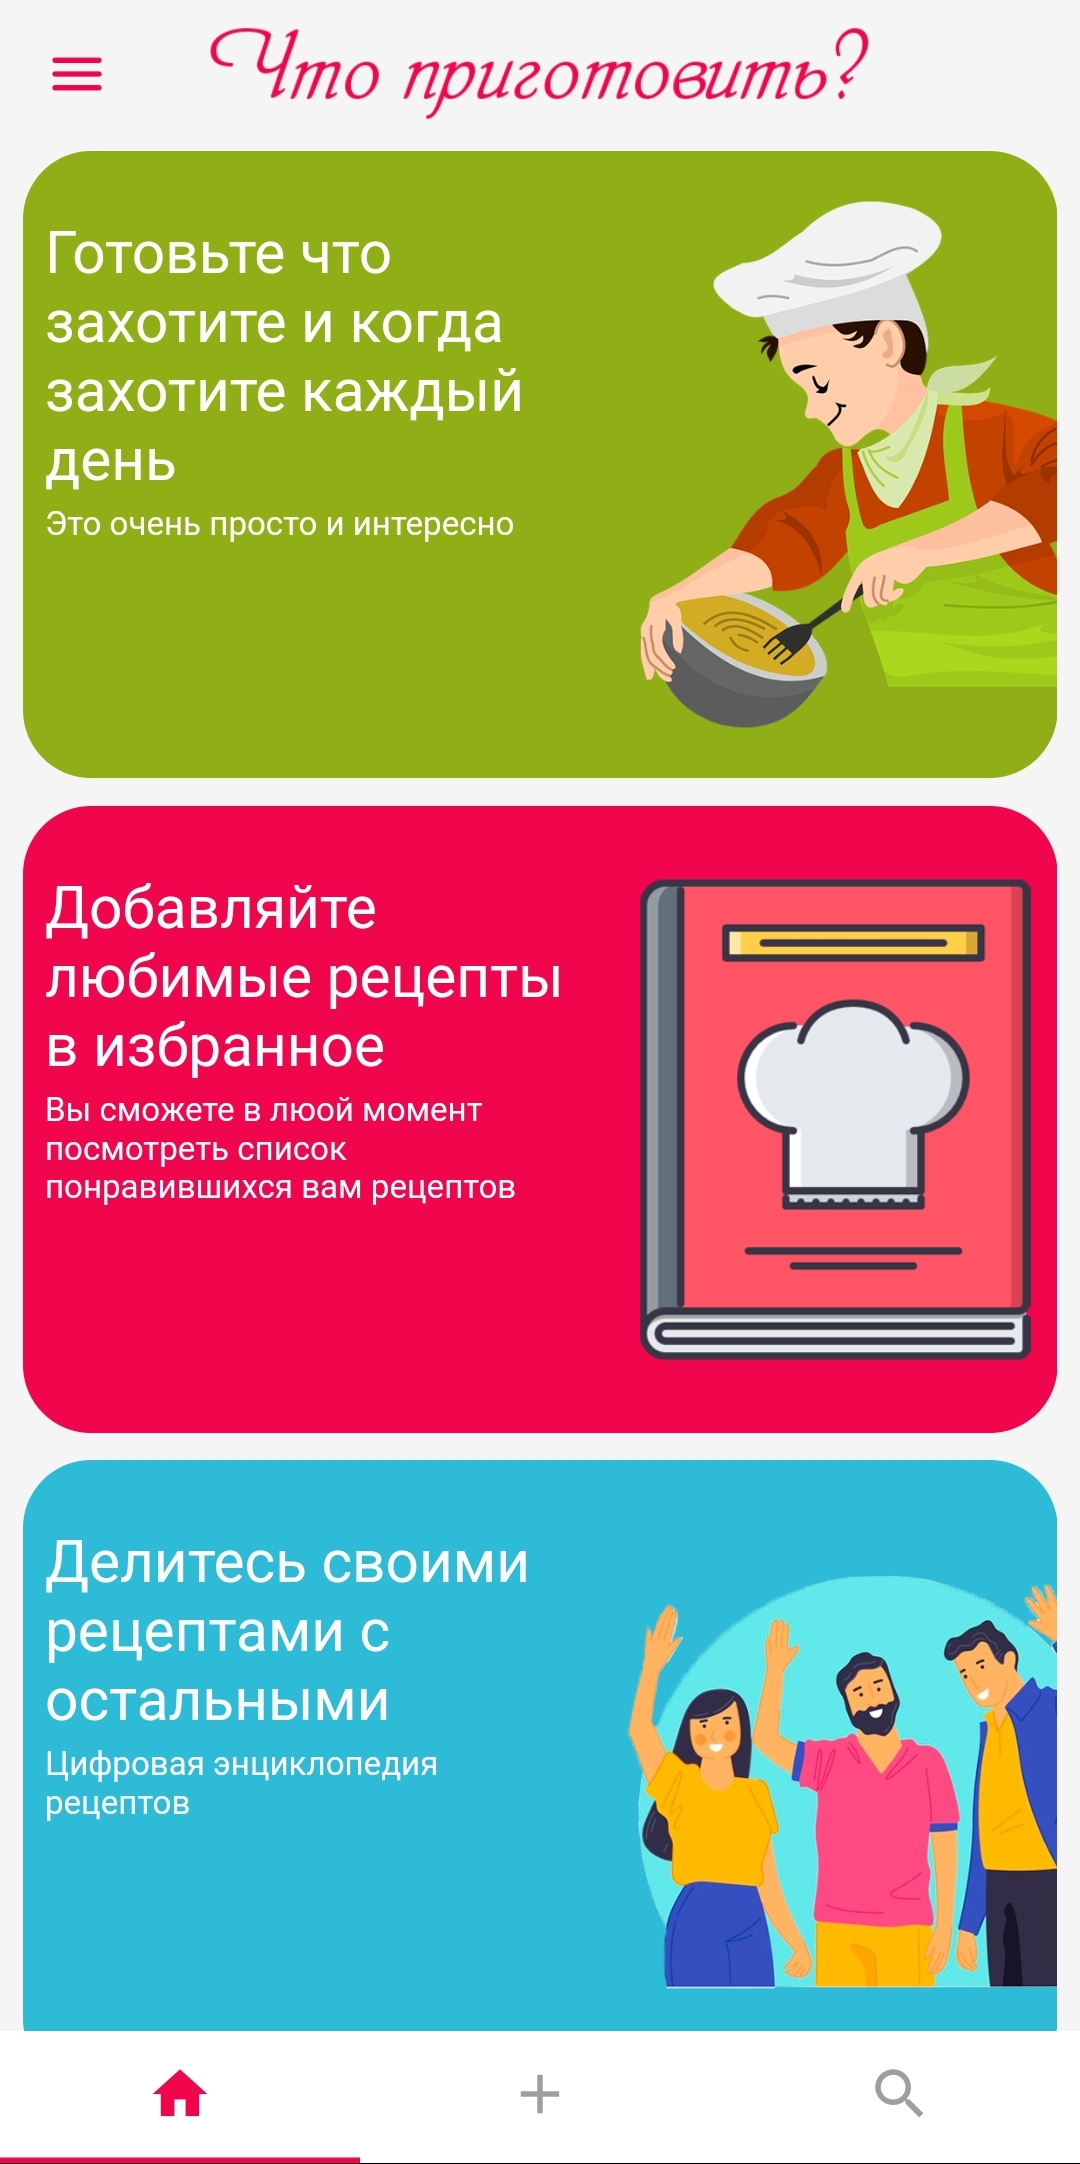 Что приготовить?
Готовьте что
захотите и когда
захотите каждый
день
Это очень просто и интересно
Добавляйте
любимые рецепты
в избранное
Вы сможете в люой момент
посмотреть список
понравившихся вам рецептов
Делитесь своими
рецептами с
остальными
Цифровая энциклопедия
рецептов